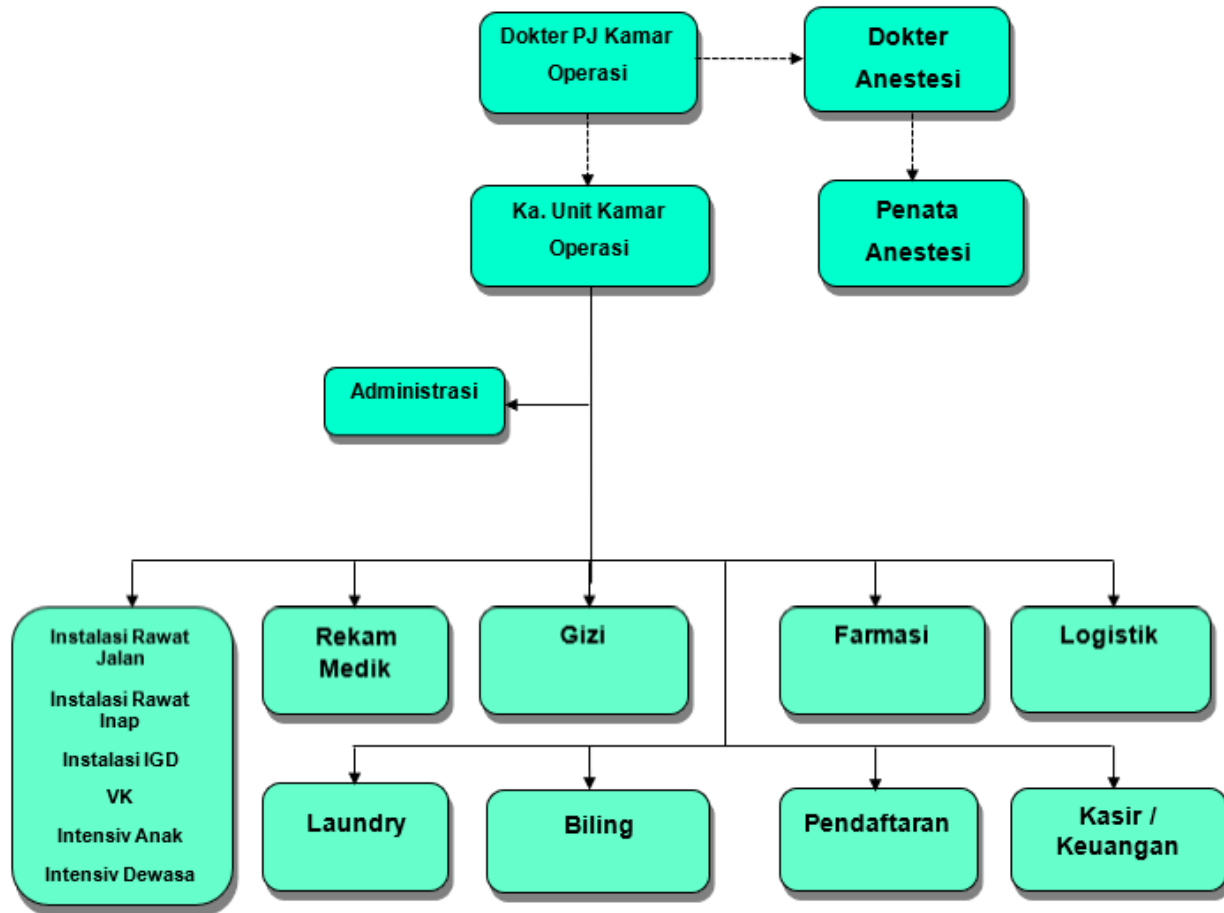 Dokter PJ Kamar
Operasi
Dokter
Anestesi
Ka. Unit Kamar
Operasi
Penata
Anestesi
Administrasi
Instalasi Rawat
Jalan
Instalasi Rawat
Inap
Instalasi IGD
VK
Intensiv Anak
Intensiv Dewasa
Rekam
Medik
Gizi
Farmasi
Logistik
Laundry
Biling
Pendaftaran
Kasir /
Keuangan